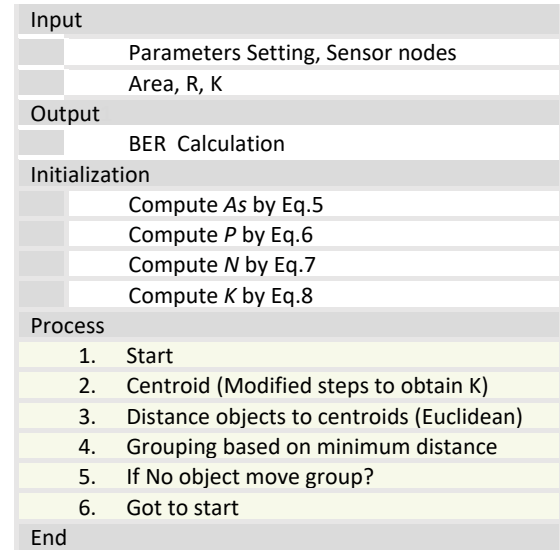 Input
Parameters Setting, Sensor nodes
Area, R, K
Output
BER Calculation
Initialization
Compute As by Eq.5
Compute P by Eq.6
Compute N by Eq.7
Compute K by Eq.8
Process
1. Start
2. Centroid (Modified steps to obtain K)
3. Distance objects to centroids (Euclidean)
4. Grouping based on minimum distance
5. If No object move group?
6. Got to start
End